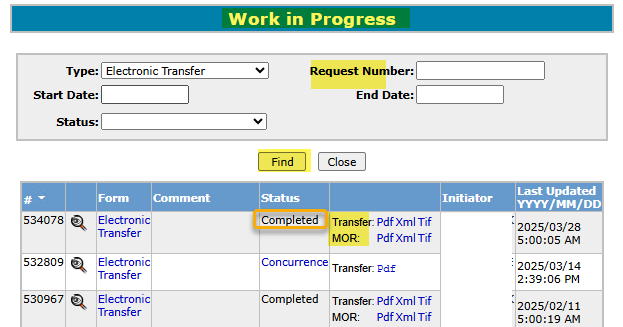 Work in Progress
Type: Electronic Transfer Request Number:
Start Date: End Date:
Status:
Find Close
# Form Comment Status Initiator Last Updated YYYY/MM/DD
534078 Electronic Transfer Completed Transfer: Pdf Xml Tif 2025/03/28
MOR: Pdf Xml Tif 5:00:05 AM
532809 Electronic Transfer Concurrence Transfer: Pdf 2025/03/14
2:39:06 PM
530967 Electronic Transfer Completed Transfer: Pdf Xml Tif 2025/02/11
MOR: Pdf Xml Tif 5:00:19 AM